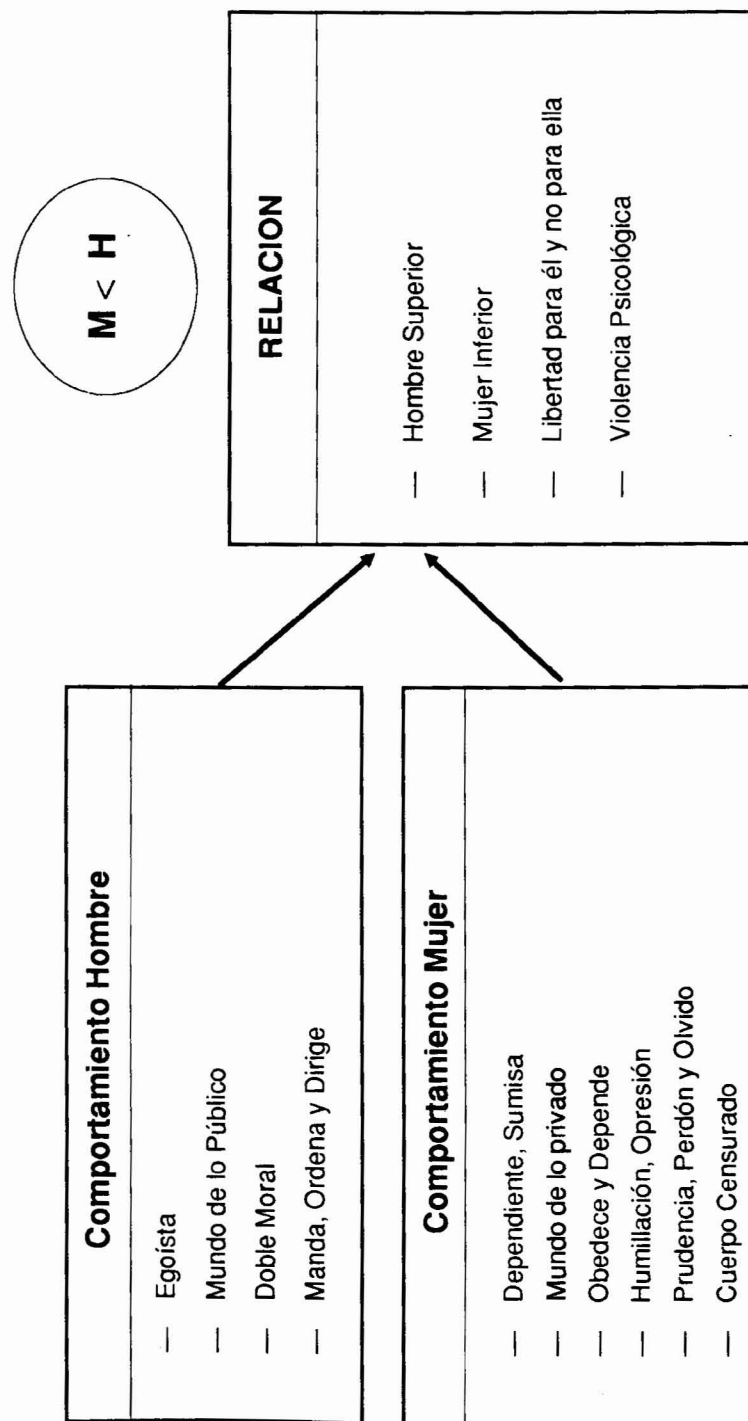 M < H
Comportamiento Hombre
— Egoísta
— Mundo de lo Público
— Doble Moral
— Manda, Ordena y Dirige
Comportamiento Mujer
— Dependiente, Sumisa
— Mundo de lo privado
— Obedece y Depende
— Humillación, Opresión
— Prudencia, Perdón y Olvido
— Cuerpo Censurado
RELACION
— Hombre Superior
— Mujer Inferior
— Libertad para él y no para ella
— Violencia Psicológica